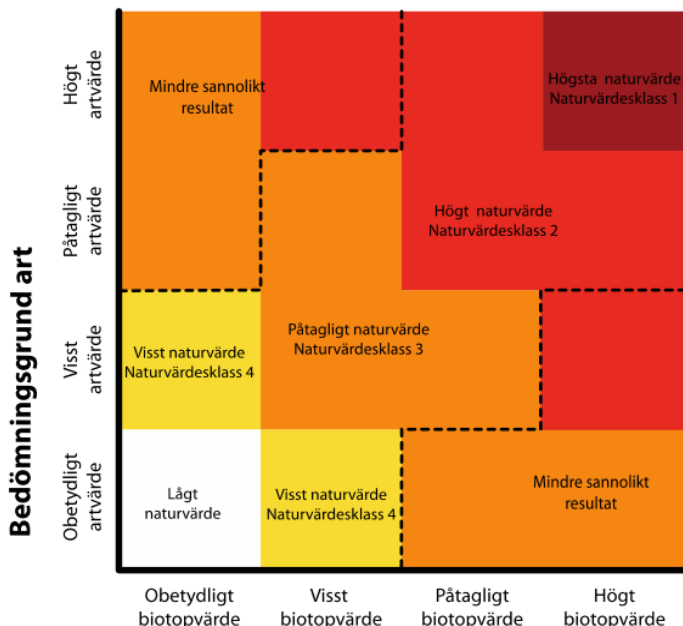 Bedömningsgrund art
Högt
artvärde
Påtagligt
artvärde
Visst
artvärde
Obetydligt
artvärde
Mindre sannolikt
resultat
Högsta naturvärde
Naturvärdesklass 1
Högt naturvärde
Naturvärdesklass 2
Påtagligt naturvärde
Naturvärdesklass 3
Visst naturvärde
Naturvärdesklass 4
Lågt
naturvärde
Visst naturvärde
Naturvärdesklass 4
Mindre sannolikt
resultat
Obetydligt
biotopvärde
Visst
biotopvärde
Påtagligt
biotopvärde
Högt
biotopvärde